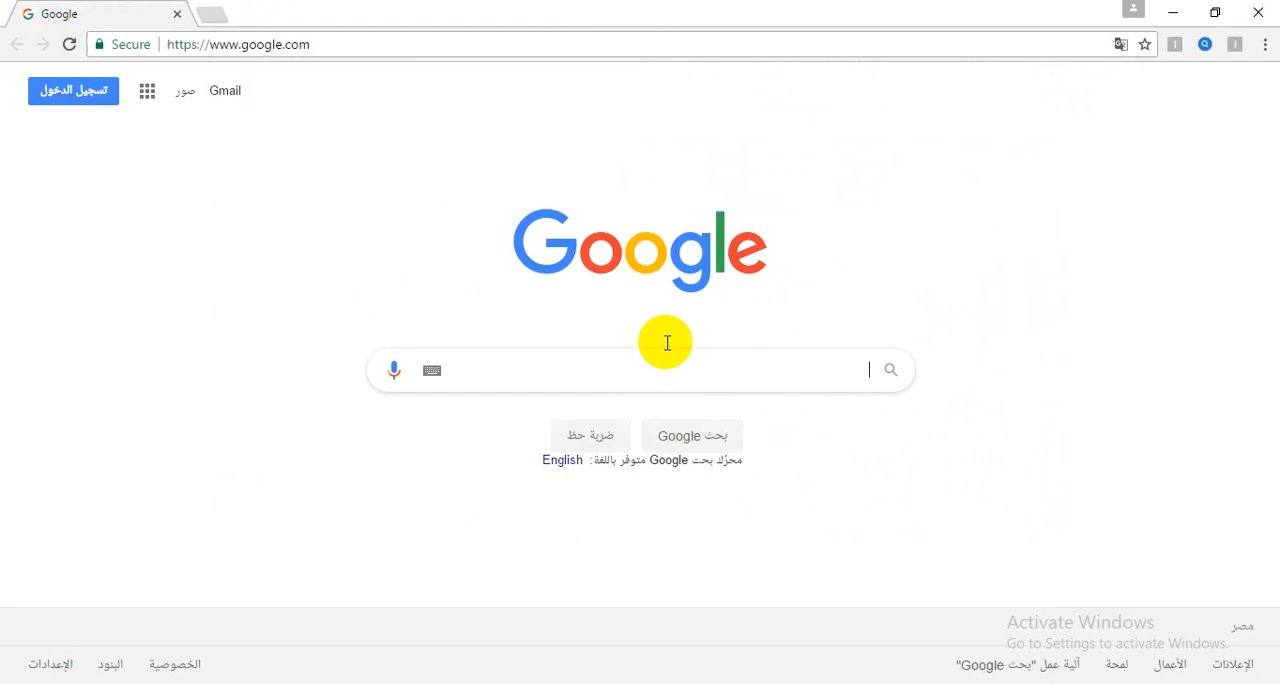 Google
Secure
https://www.google.com
تسجيل الدخول
صور
Gmail
Google
بحث Google
ضربة حظ
محرّك بحث Google متوفر باللغة: English
Activate Windows
Go to Settings to activate Windows.
مصر
الإعلانات
الأعمال
لمحة
آلية عمل "بحث Google"
الخصوصية
البنود
الإعدادات